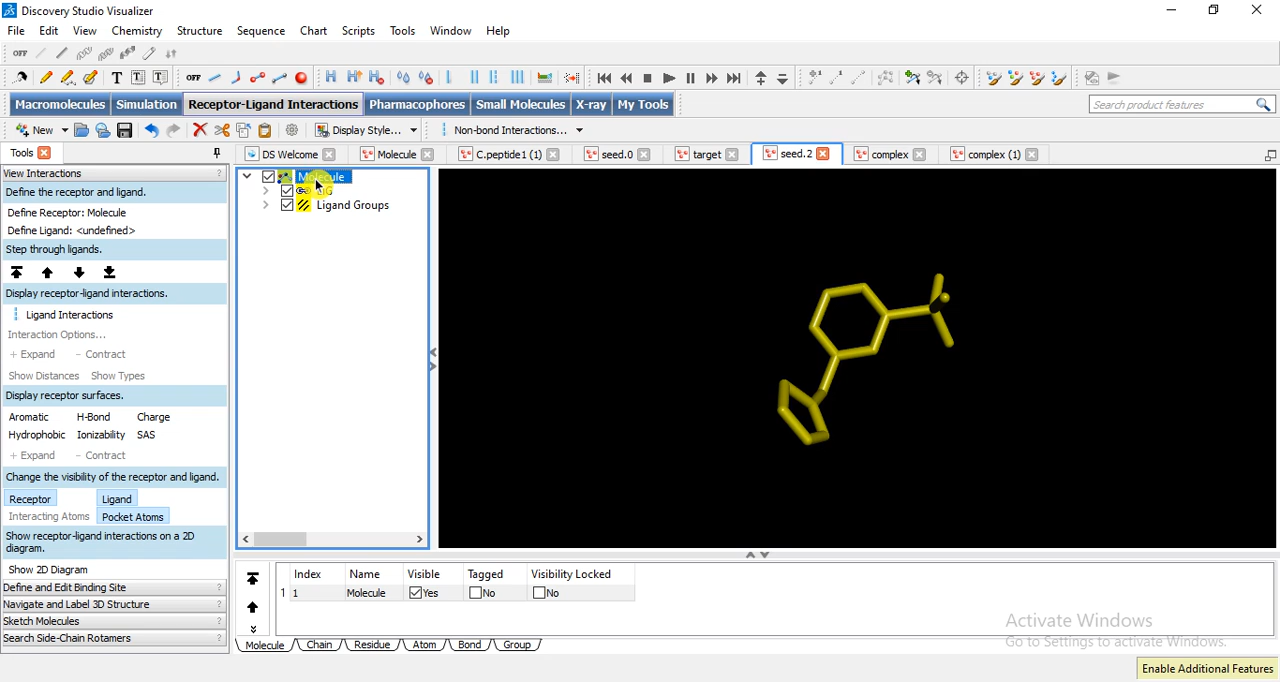 Discovery Studio Visualizer
File Edit View Chemistry Structure Sequence Chart Scripts Tools Window Help
OFF
T T T OFF H H H
Macromolecules Simulation Receptor-Ligand Interactions Pharmacophores Small Molecules X-ray My Tools Search product features
New Display Style... Non-bond Interactions...
Tools DS Welcome Molecule C.peptide1 (1) seed.0 target seed.2 complex complex (1)
View Interactions ?
Define the receptor and ligand.
Define Receptor: Molecule
Define Ligand: <undefined>
Step through ligands.
Display receptor-ligand interactions.
Ligand Interactions
Interaction Options...
+ Expand - Contract
Show Distances Show Types
Display receptor surfaces.
Aromatic H-Bond Charge
Hydrophobic Ionizability SAS
+ Expand - Contract
Change the visibility of the receptor and ligand.
Receptor Ligand
Interacting Atoms Pocket Atoms
Show receptor-ligand interactions on a 2D
diagram.
Show 2D Diagram
Define and Edit Binding Site ?
Navigate and Label 3D Structure ?
Sketch Molecules ?
Search Side-Chain Rotamers ?
Molecule
Ligand Groups
Index Name Visible Tagged Visibility Locked
1 1 Molecule Yes No No
Molecule Chain Residue Atom Bond Group
Activate Windows
Go to Settings to activate Windows.
Enable Additional Features